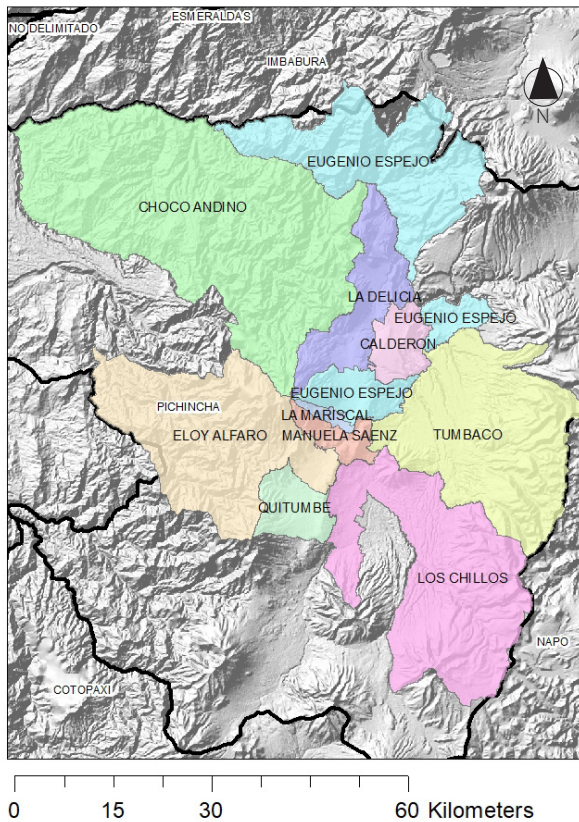 ESMERALDAS
NO DELIMITADO
IMBABURA
N
EUGENIO ESPEJO
CHOCO ANDINO
LA DELICIA
EUGENIO ESPEJO
CALDERON
EUGENIO ESPEJO
PICHINCHA
LA MARISCAL
ELOY ALFARO
MANUELA SAENZ
TUMBACO
QUITUMBE
LOS CHILLOS
NAPO
COTOPAXI
0 15 30 60 Kilometers